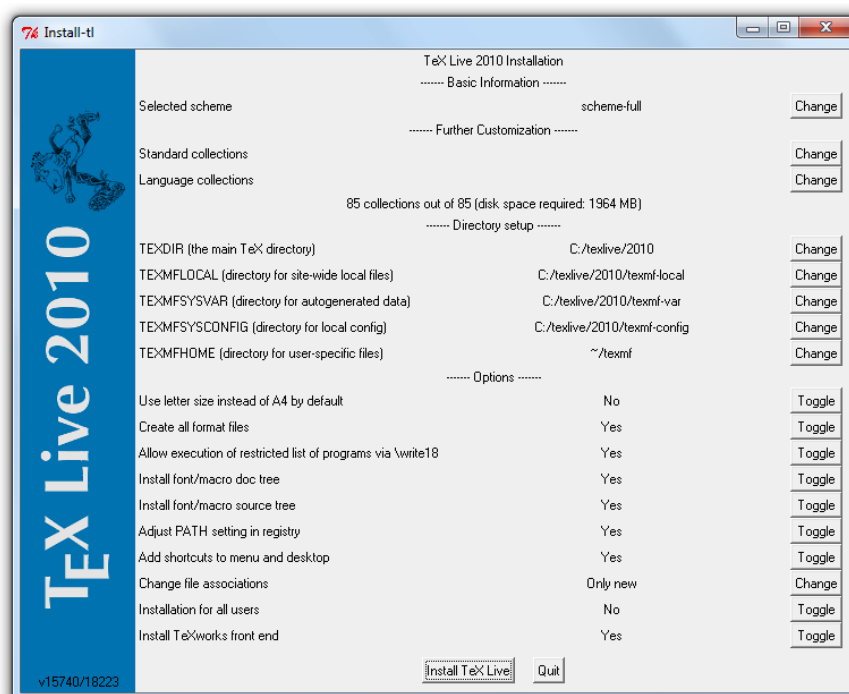 Install-tl
TeX Live 2010 Installation
------- Basic Information -------
Selected scheme scheme-full Change
------- Further Customization -------
Standard collections Change
Language collections Change
85 collections out of 85 (disk space required: 1964 MB)
------- Directory setup -------
TEXDIR (the main TeX directory) C:/texlive/2010 Change
TEXMFLOCAL (directory for site-wide local files) C:/texlive/2010/texmf-local Change
TEXMFSYSVAR (directory for autogenerated data) C:/texlive/2010/texmf-var Change
TEXMFSYSCONFIG (directory for local config) C:/texlive/2010/texmf-config Change
TEXMFHOME (directory for user-specific files) ~/texmf Change
------- Options -------
Use letter size instead of A4 by default No Toggle
Create all format files Yes Toggle
Allow execution of restricted list of programs via \write18 Yes Toggle
Install font/macro doc tree Yes Toggle
Install font/macro source tree Yes Toggle
Adjust PATH setting in registry Yes Toggle
Add shortcuts to menu and desktop Yes Toggle
Change file associations Only new Change
Installation for all users No Toggle
Install TeXworks front end Yes Toggle
Install TeX Live Quit
TEX Live 2010
v15740/18223